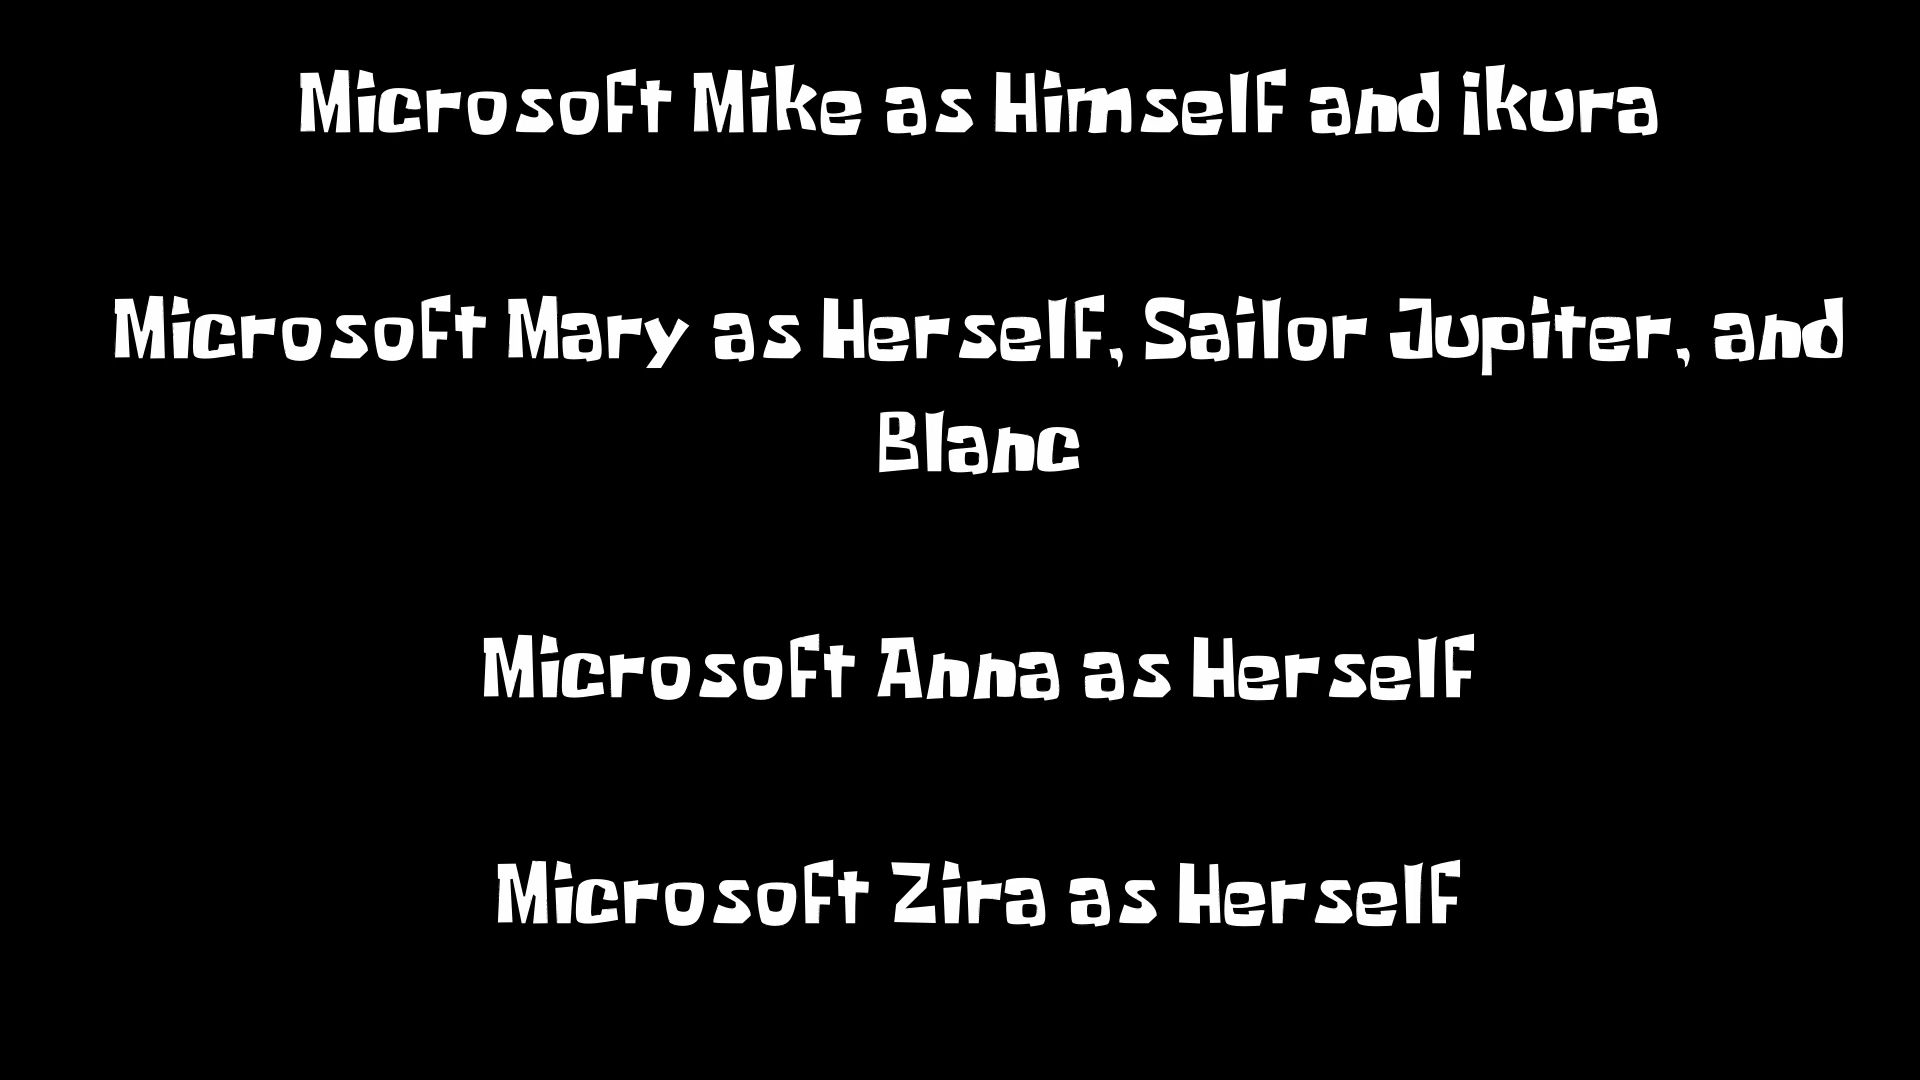 Microsoft Mike as Himself and ikura
Microsoft Mary as Herself, Sailor Jupiter, and
Blanc
Microsoft Anna as Herself
Microsoft Zira as Herself